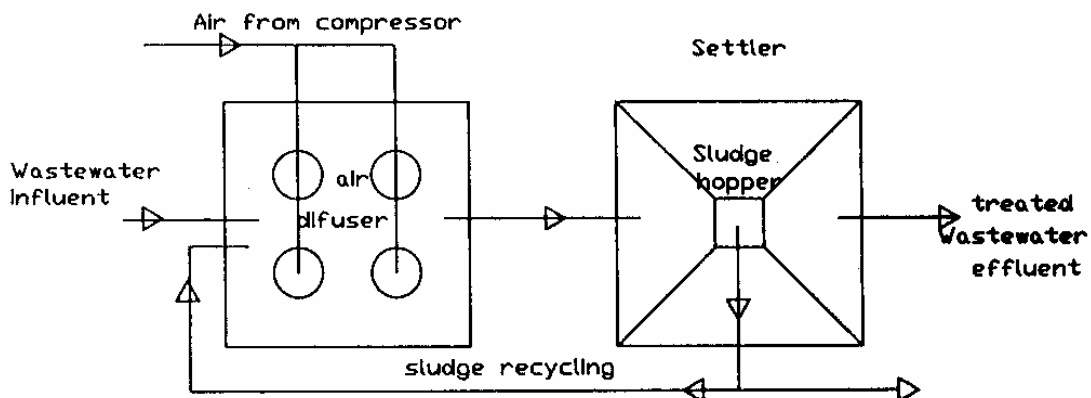 Air from compressor
Settler
Wastewater
Influent
air
difuser
Sludge
hopper
treated
Wastewater
effluent
sludge recycling